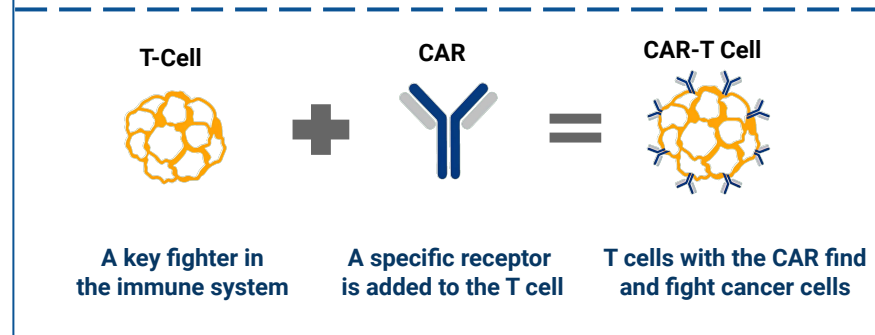 T-Cell
CAR
CAR-T Cell
A key fighter in
the immune system
A specific receptor
is added to the T cell
T cells with the CAR find
and fight cancer cells